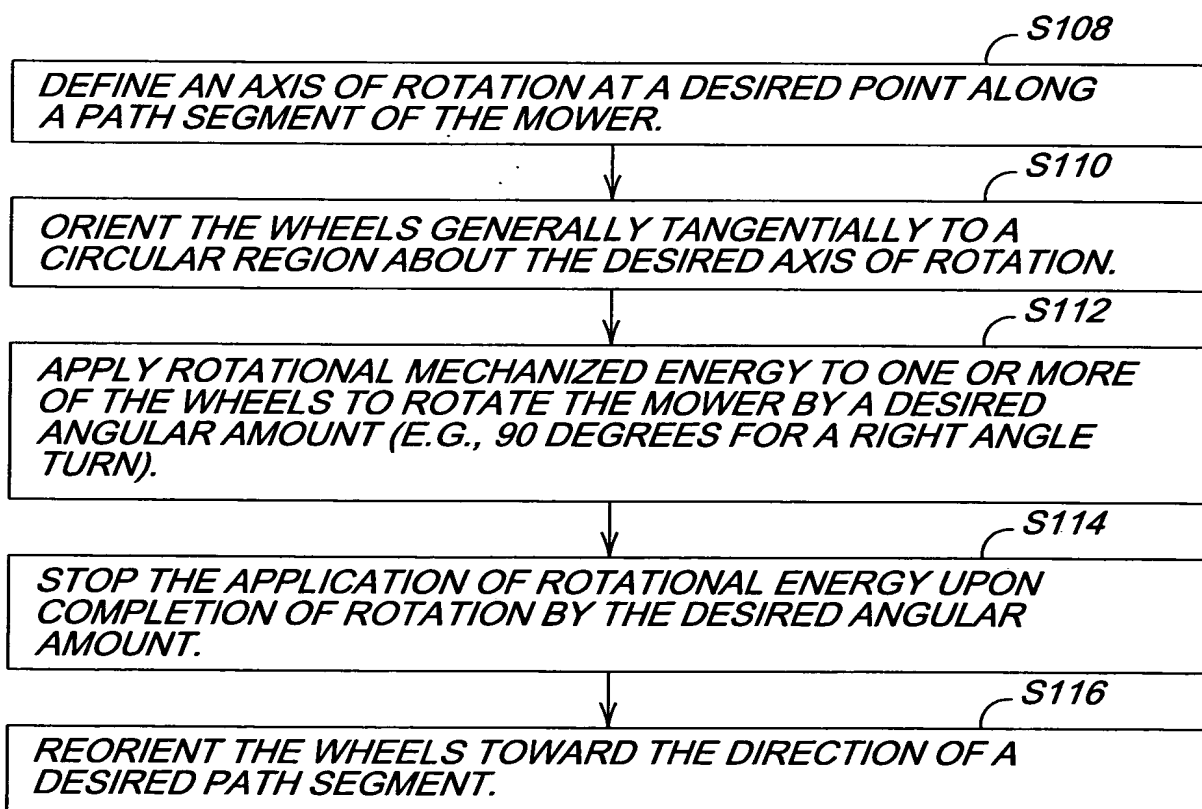 S108
DEFINE AN AXIS OF ROTATION AT A DESIRED POINT ALONG
A PATH SEGMENT OF THE MOWER.
S110
ORIENT THE WHEELS GENERALLY TANGENTIALLY TO A
CIRCULAR REGION ABOUT THE DESIRED AXIS OF ROTATION.
S112
APPLY ROTATIONAL MECHANIZED ENERGY TO ONE OR MORE
OF THE WHEELS TO ROTATE THE MOWER BY A DESIRED
ANGULAR AMOUNT (E.G., 90 DEGREES FOR A RIGHT ANGLE
TURN).
S114
STOP THE APPLICATION OF ROTATIONAL ENERGY UPON
COMPLETION OF ROTATION BY THE DESIRED ANGULAR
AMOUNT.
S116
REORIENT THE WHEELS TOWARD THE DIRECTION OF A
DESIRED PATH SEGMENT.